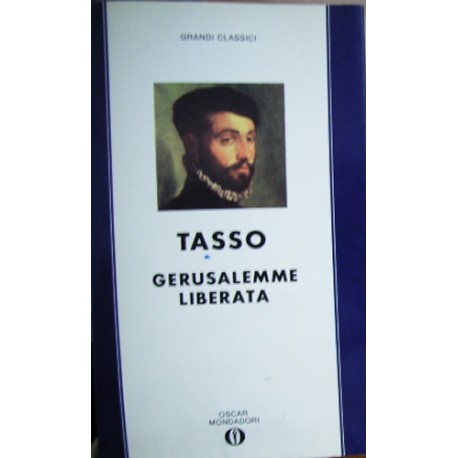 GRANDI CLASSICI
TASSO
GERUSALEMME
LIBERATA
OSCAR
MONDADORI